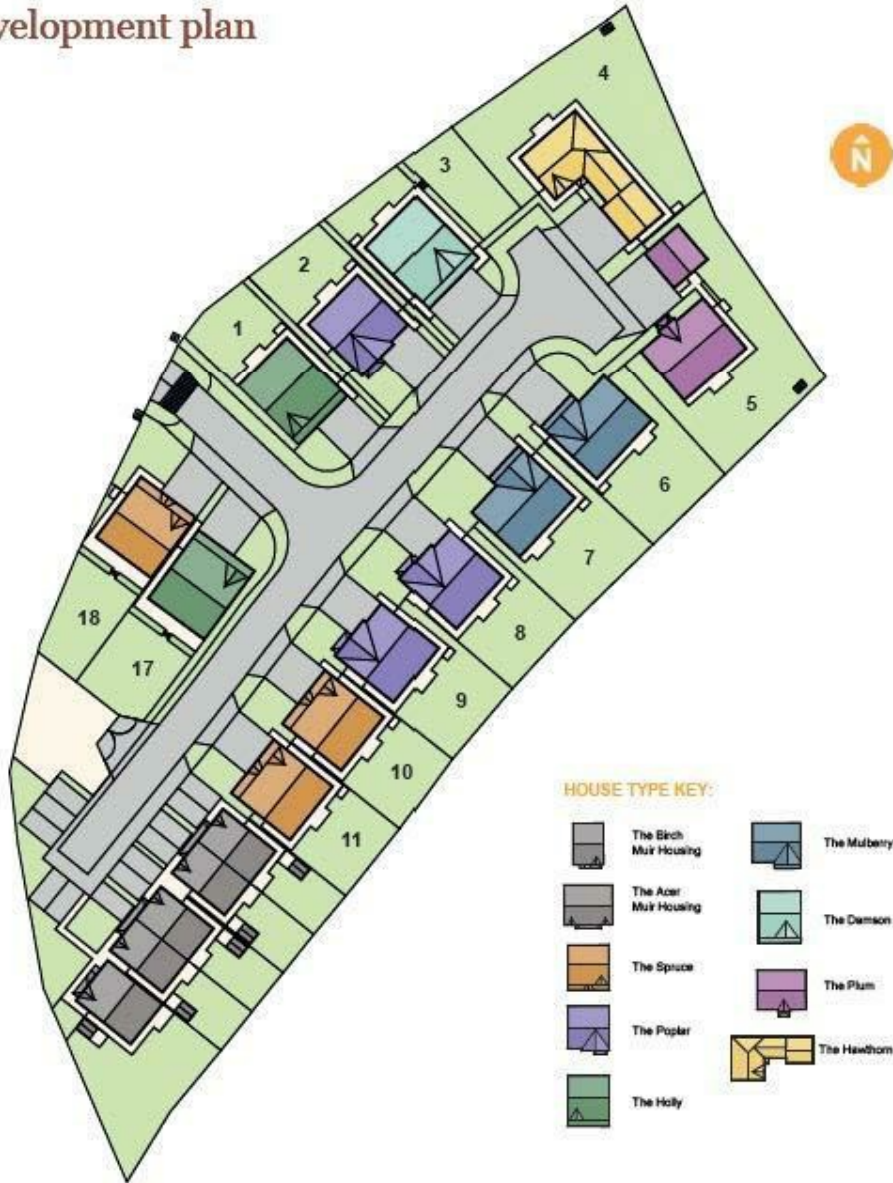 velopment plan
N
4
3
2
1
5
6
7
8
9
10
11
18
17
HOUSE TYPE KEY:
The Birch
Muir Housing
The Acer
Muir Housing
The Spruce
The Poplar
The Holly
The Mulberry
The Damson
The Plum
The Hawthorn